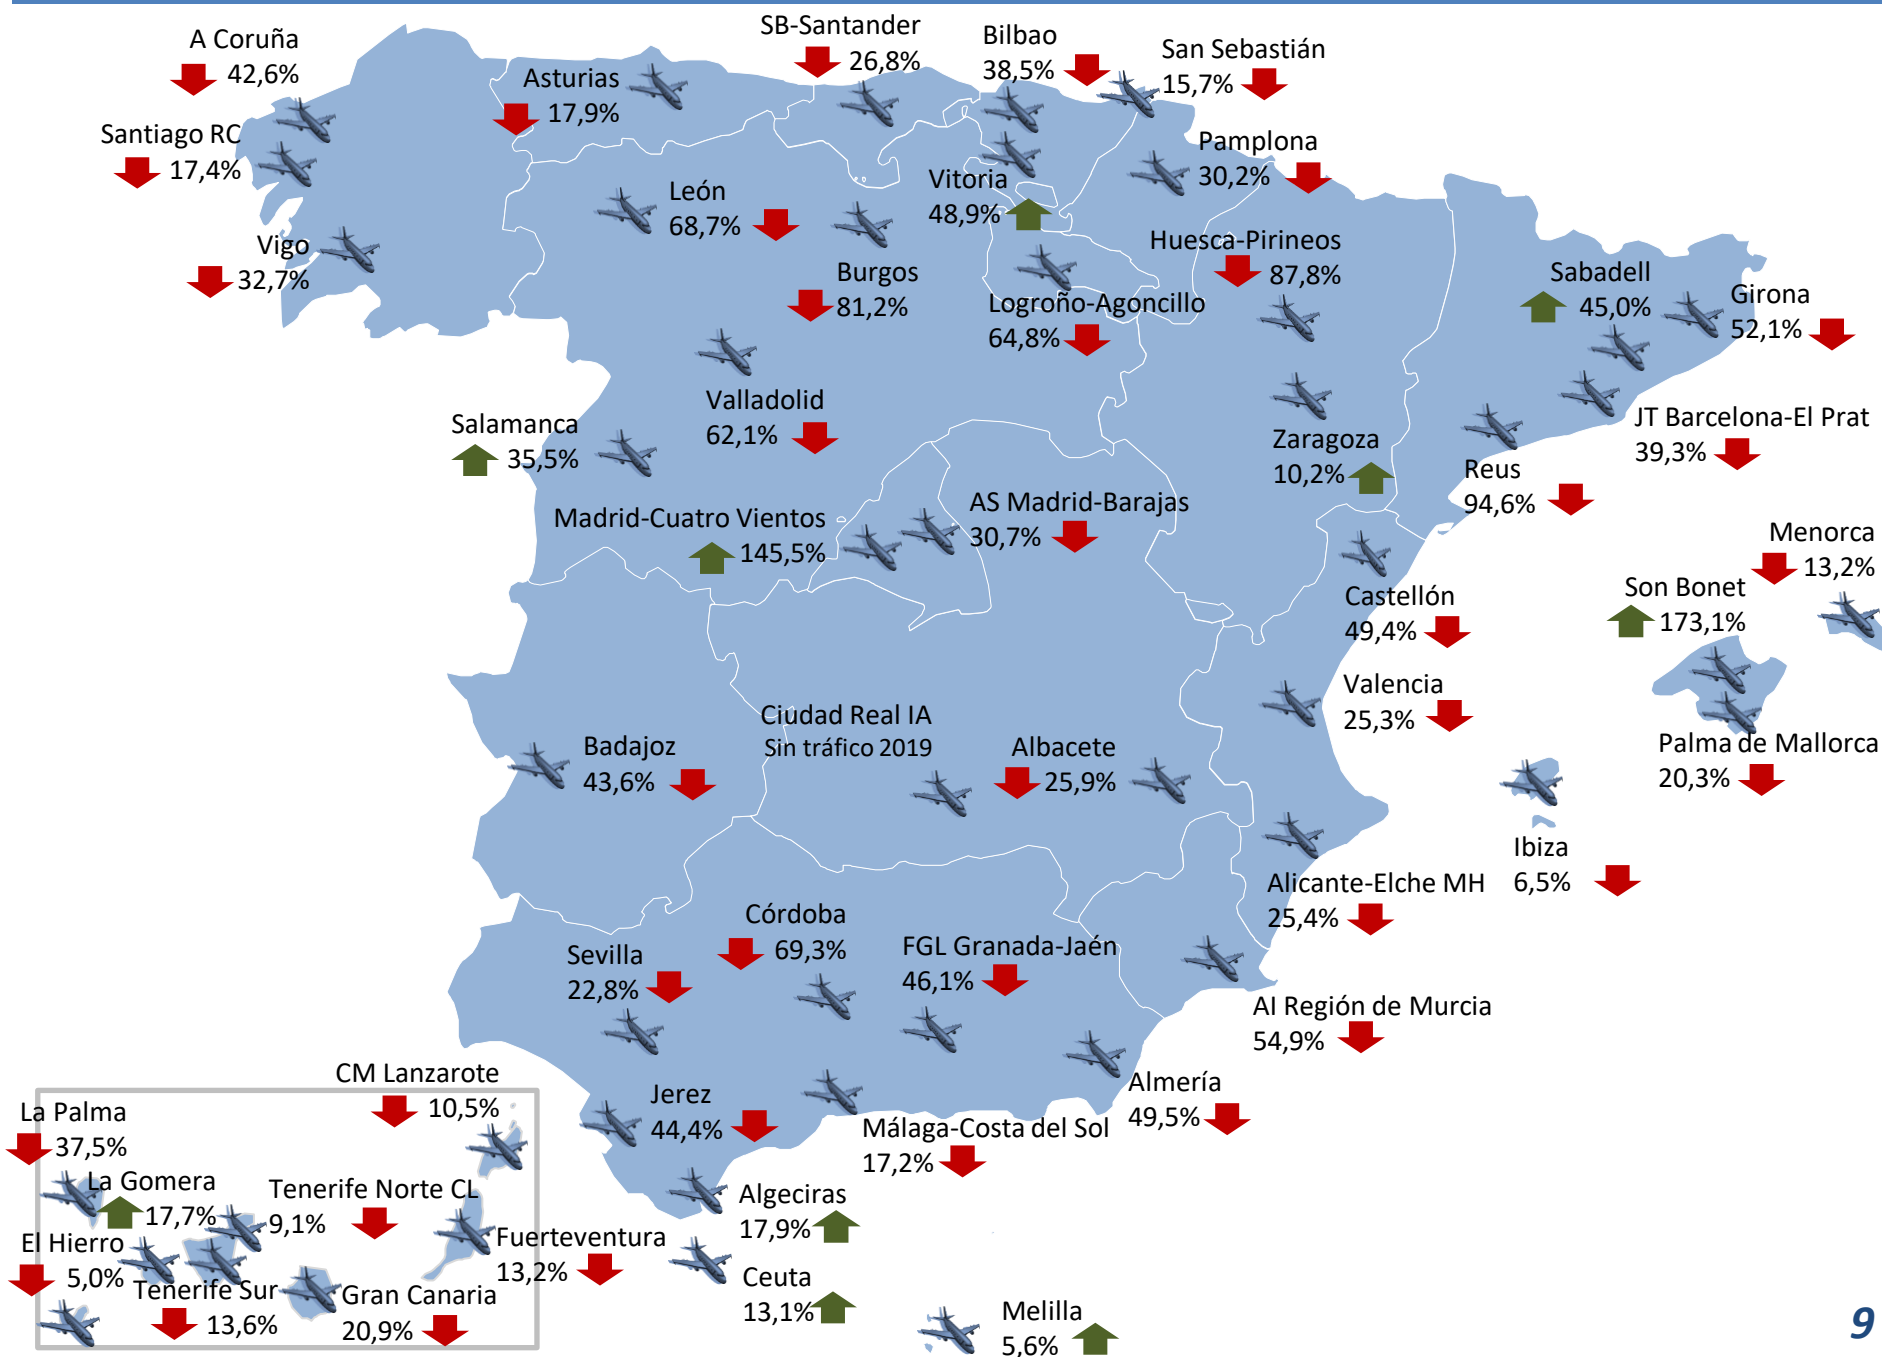 A Coruña
42,6%
Santiago RC
17,4%
Vigo
32,7%
Asturias
17,9%
SB-Santander
26,8%
Bilbao
38,5%
San Sebastián
15,7%
Pamplona
30,2%
Vitoria
48,9%
León
68,7%
Burgos
81,2%
Logroño-Agoncillo
64,8%
Huesca-Pirineos
87,8%
Sabadell
45,0%
Girona
52,1%
Valladolid
62,1%
Salamanca
35,5%
Zaragoza
10,2%
JT Barcelona-El Prat
39,3%
Reus
94,6%
Madrid-Cuatro Vientos
145,5%
AS Madrid-Barajas
30,7%
Menorca
13,2%
Son Bonet
173,1%
Castellón
49,4%
Valencia
25,3%
Palma de Mallorca
20,3%
Ciudad Real IA
Sin tráfico 2019
Badajoz
43,6%
Albacete
25,9%
Ibiza
6,5%
Alicante-Elche MH
25,4%
Córdoba
69,3%
Sevilla
22,8%
FGL Granada-Jaén
46,1%
AI Región de Murcia
54,9%
Almería
49,5%
Jerez
44,4%
Málaga-Costa del Sol
17,2%
CM Lanzarote
10,5%
La Palma
37,5%
La Gomera
17,7%
Tenerife Norte CL
9,1%
El Hierro
5,0%
Tenerife Sur
13,6%
Gran Canaria
20,9%
Fuerteventura
13,2%
Algeciras
17,9%
Ceuta
13,1%
Melilla
5,6%
9